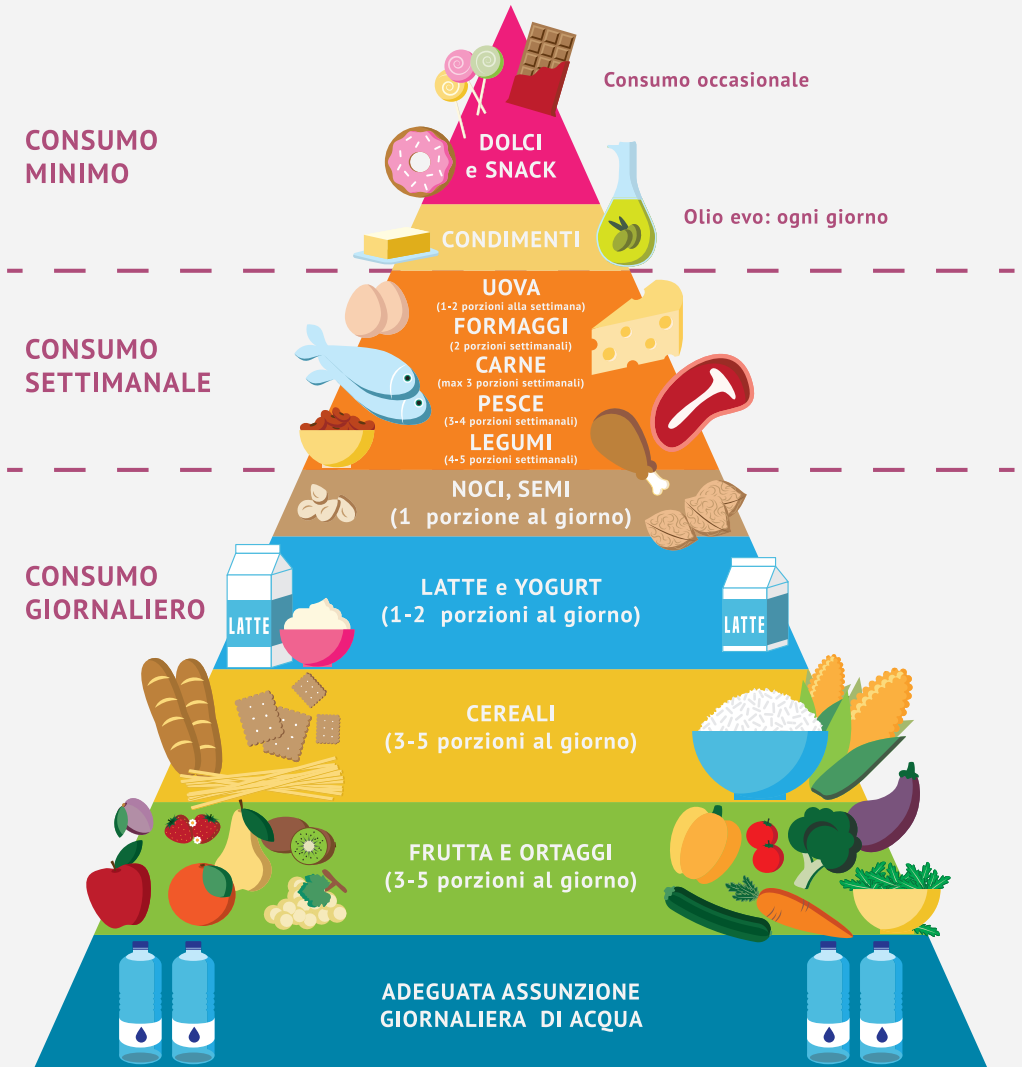 Consumo occasionale
CONSUMO
MINIMO
DOLCI
e SNACK
Olio evo: ogni giorno
CONDIMENTI
CONSUMO
SETTIMANALE
UOVA
(1-2 porzioni alla settimana)
FORMAGGI
(2 porzioni settimanali)
CARNE
(max 3 porzioni settimanali)
PESCE
(3-4 porzioni settimanali)
LEGUMI
(4-5 porzioni settimanali)
NOCI, SEMI
(1 porzione al giorno)
CONSUMO
GIORNALIERO
LATTE e YOGURT
(1-2 porzioni al giorno)
LATTE
LATTE
CEREALI
(3-5 porzioni al giorno)
FRUTTA E ORTAGGI
(3-5 porzioni al giorno)
ADEGUATA ASSUNZIONE
GIORNALIERA DI ACQUA